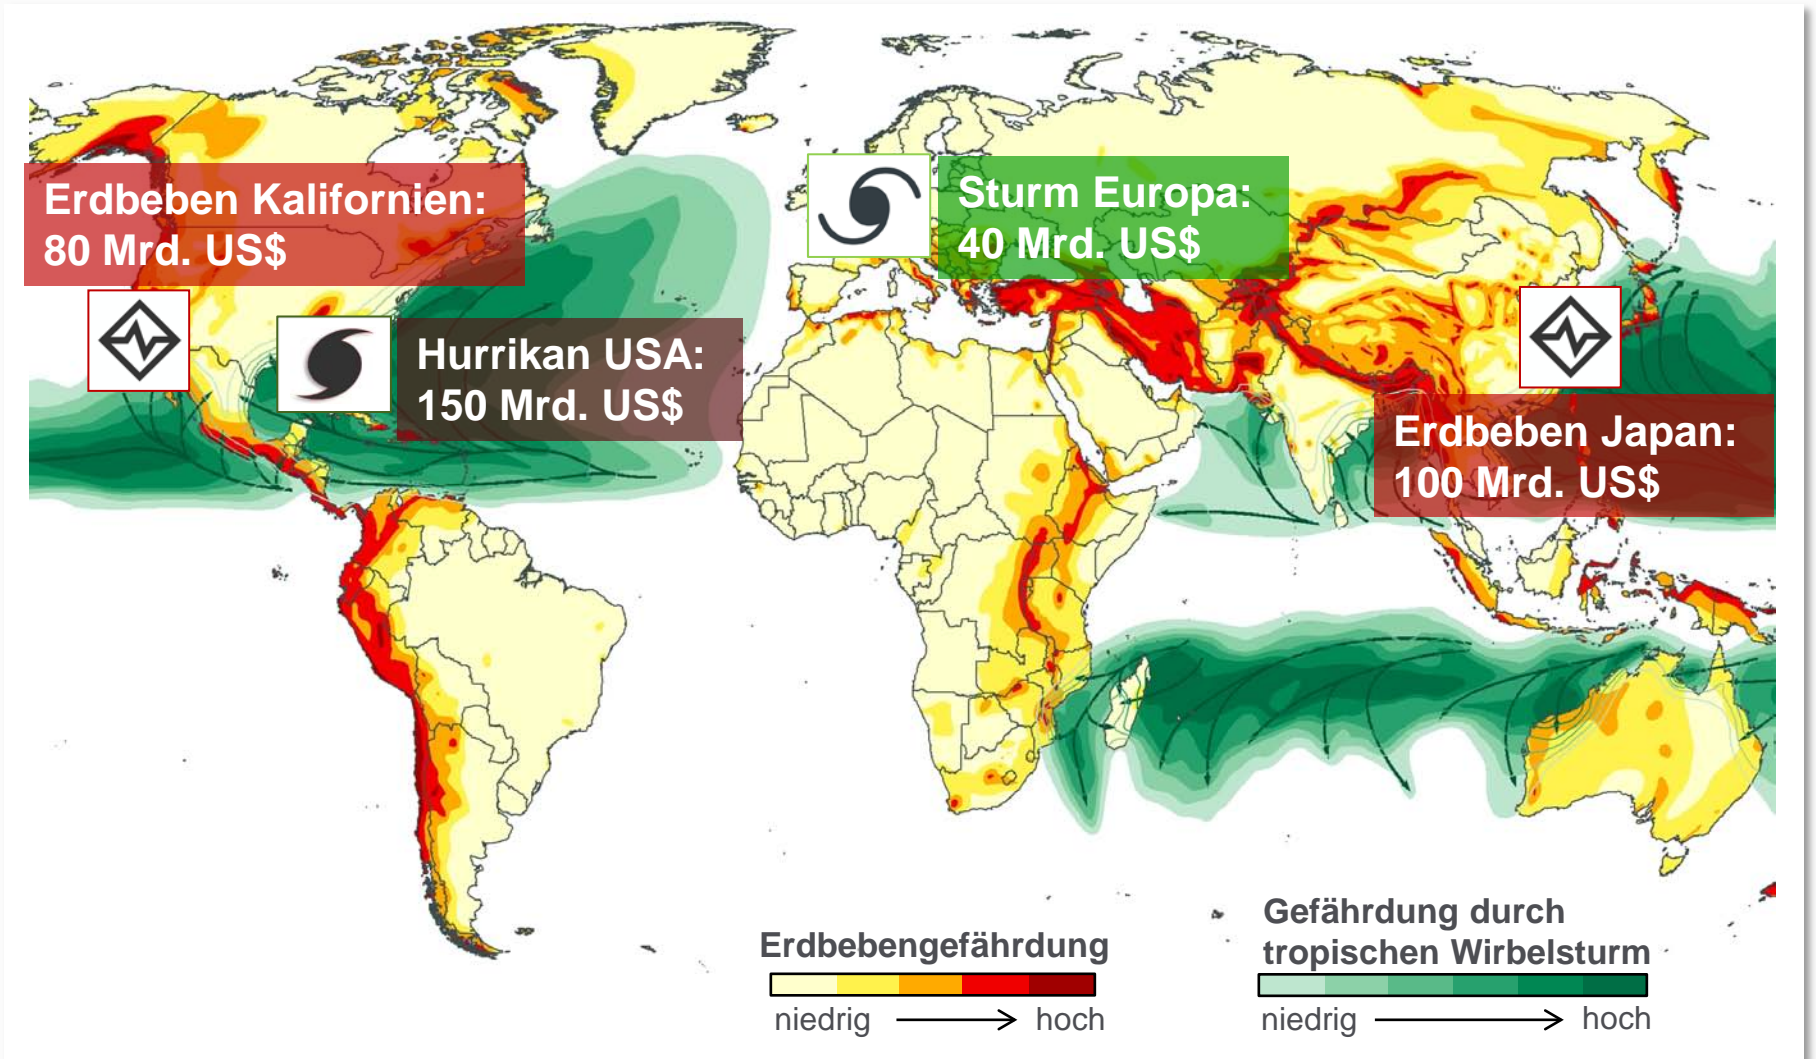 Erdbeben Kalifornien:
80 Mrd. US$
Sturm Europa:
40 Mrd. US$
Hurrikan USA:
150 Mrd. US$
Erdbeben Japan:
100 Mrd. US$
Erdbebengefährdung
niedrig
hoch
Gefährdung durch
tropischen Wirbelsturm
niedrig
hoch